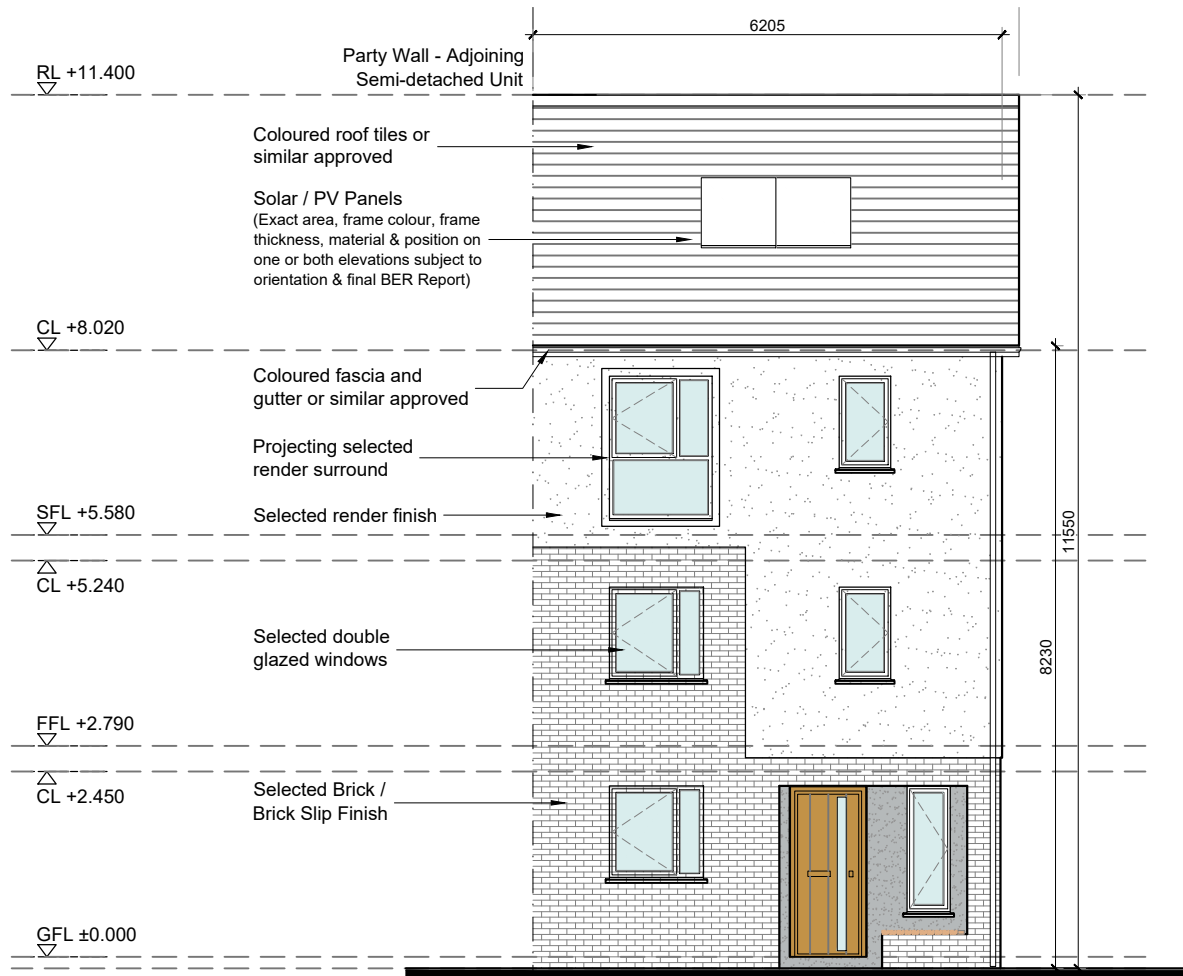 6205
Party Wall - Adjoining
Semi-detached Unit
RL +11.400
Coloured roof tiles or
similar approved
Solar / PV Panels
(Exact area, frame colour, frame
thickness, material & position on
one or both elevations subject to
orientation & final BER Report)
CL +8.020
Coloured fascia and
gutter or similar approved
Projecting selected
render surround
SFL +5.580
Selected render finish
11550
CL +5.240
Selected double
glazed windows
8230
FFL +2.790
CL +2.450
Selected Brick /
Brick Slip Finish
GFL ±0.000